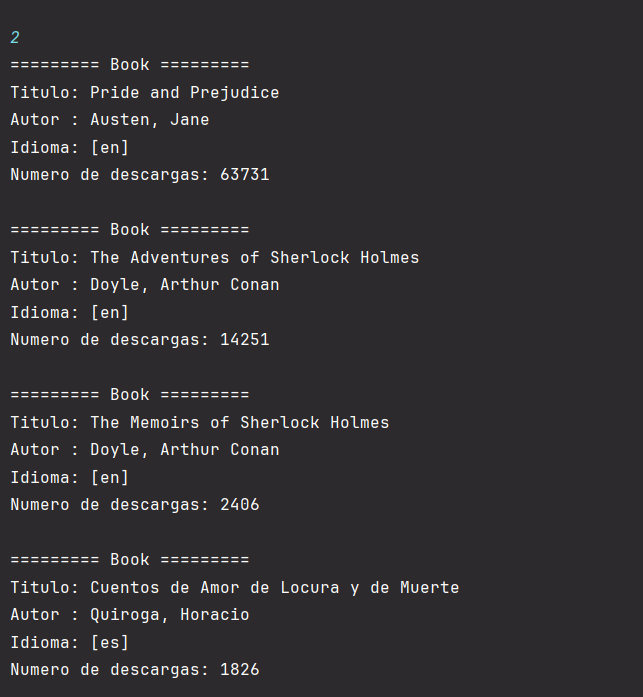 2
========= Book =========
Titulo: Pride and Prejudice
Autor : Austen, Jane
Idioma: [en]
Numero de descargas: 63731
========= Book =========
Titulo: The Adventures of Sherlock Holmes
Autor : Doyle, Arthur Conan
Idioma: [en]
Numero de descargas: 14251
========= Book =========
Titulo: The Memoirs of Sherlock Holmes
Autor : Doyle, Arthur Conan
Idioma: [en]
Numero de descargas: 2406
========= Book =========
Titulo: Cuentos de Amor de Locura y de Muerte
Autor : Quiroga, Horacio
Idioma: [es]
Numero de descargas: 1826